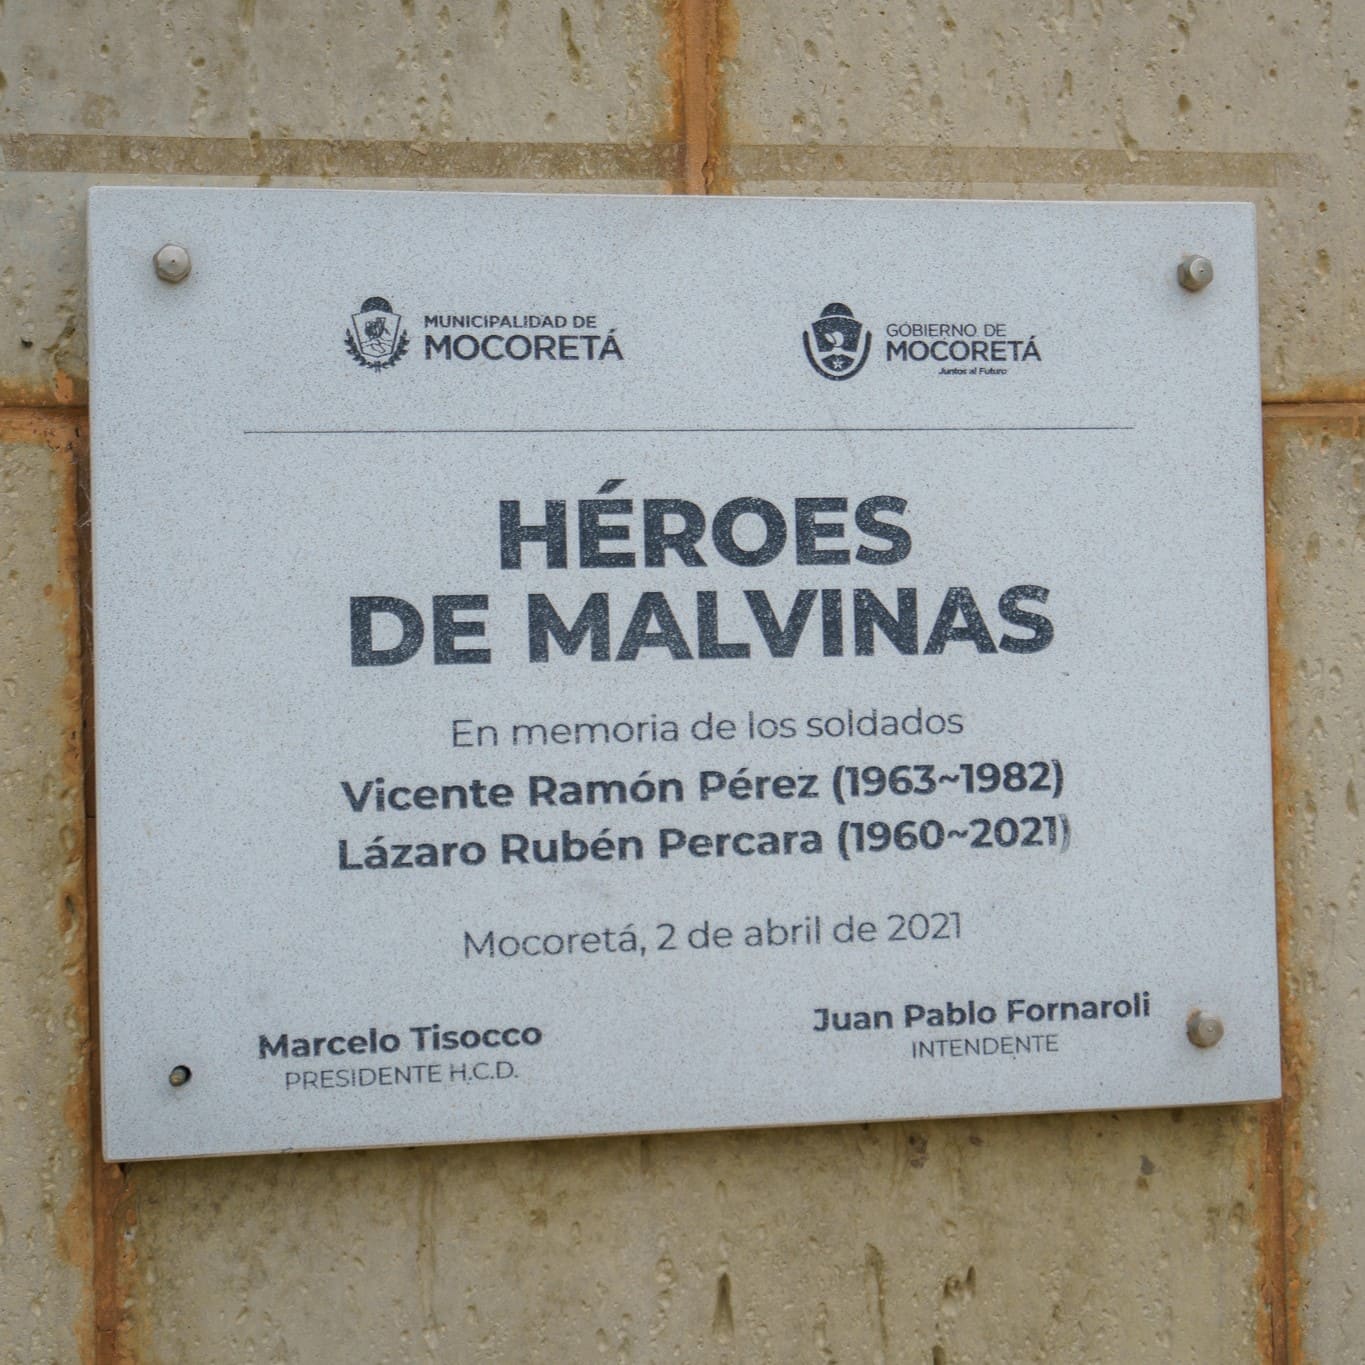 MUNICIPALIDAD DE
MOCORETÁ
GOBIERNO DE
MOCORETÁ
Juntos al Futuro
HÉROES
DE MALVINAS
En memoria de los soldados
Vicente Ramón Pérez (1963~1982)
Lázaro Rubén Percara (1960~2021)
Mocoretá, 2 de abril de 2021
Marcelo Tisocco
PRESIDENTE H.C.D.
Juan Pablo Fornaroli
INTENDENTE